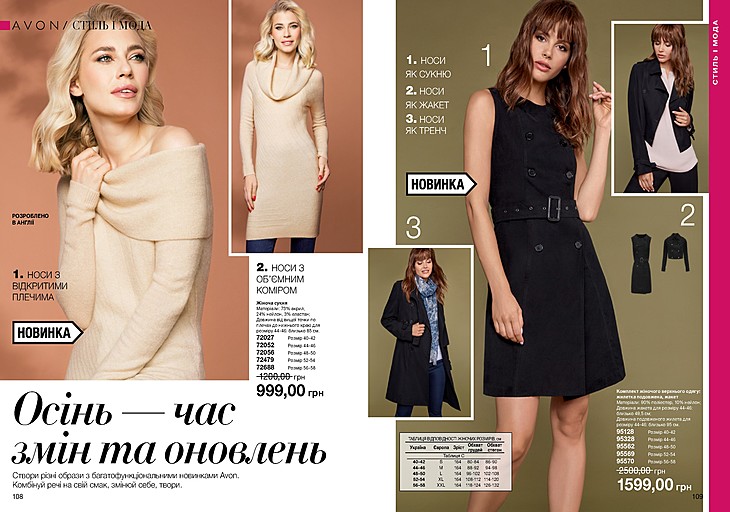 AVON / СТИЛЬ І МОДА
РОЗРОБЛЕНО
В АНГЛІЇ
1. НОСИ З
ВІДКРИТИМИ
ПЛЕЧИМА
НОВИНКА
2. НОСИ З
ОБ'ЄМНИМ
КОМІРОМ
Жіноча сукня
Матеріали: 73% акрил,
24% нейлон, 3% еластан;
Довжина від вищої точки по
плечах до нижнього краю для
розміру 44-46: близько 85 см.
72027 Розмір 40-42
72052 Розмір 44-46
72056 Розмір 48-50
72479 Розмір 52-54
72688 Розмір 56-58
1200,00 грн
999,00 грн
Осінь — час
змін та оновлень
Створи різні образи з багатофункціональними новинками Avon.
Комбінуй речі на свій смак, змінюй себе, твори.
108
1. НОСИ
ЯК СУКНЮ
2. НОСИ
ЯК ЖАКЕТ
3. НОСИ
ЯК ТРЕНЧ
1
НОВИНКА
3
2
СТИЛЬ І МОДА
ТАБЛИЦЯ ВІДПОВІДНОСТІ ЖІНОЧИХ РОЗМІРІВ, см
Україна Європа Зріст Обхват грудей Обхват стегон
Таблиця C
40-42 S 164 80-84 86-90
44-46 M 164 88-92 94-98
48-50 L 164 96-102 102-108
52-54 XL 164 108-112 114-120
56-58 XXL 164 118-124 126-132
Комплект жіночого верхнього одягу:
жилетка подовжена, жакет
Матеріали: 90% поліестер, 10% нейлон;
Довжина жакета для розміру 44-46:
близько 48,5 см.
Довжина подовженого жилета для
розміру 44-46: близько 95 см.
95128 Розмір 40-42
95328 Розмір 44-46
95562 Розмір 48-50
95569 Розмір 52-54
95570 Розмір 56-58
2500,00 грн
1599,00 грн
109